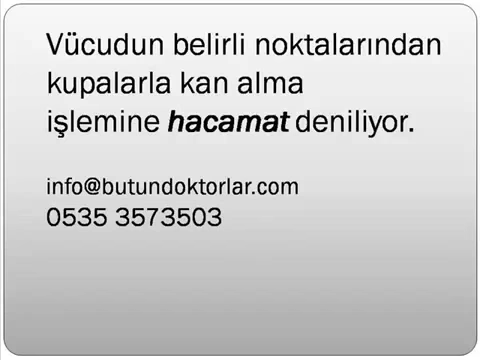 Vücudun belirli noktalarından
kupalarla kan alma
işlemine hacamat deniliyor.
info@butundoktorlar.com
0535 3573503